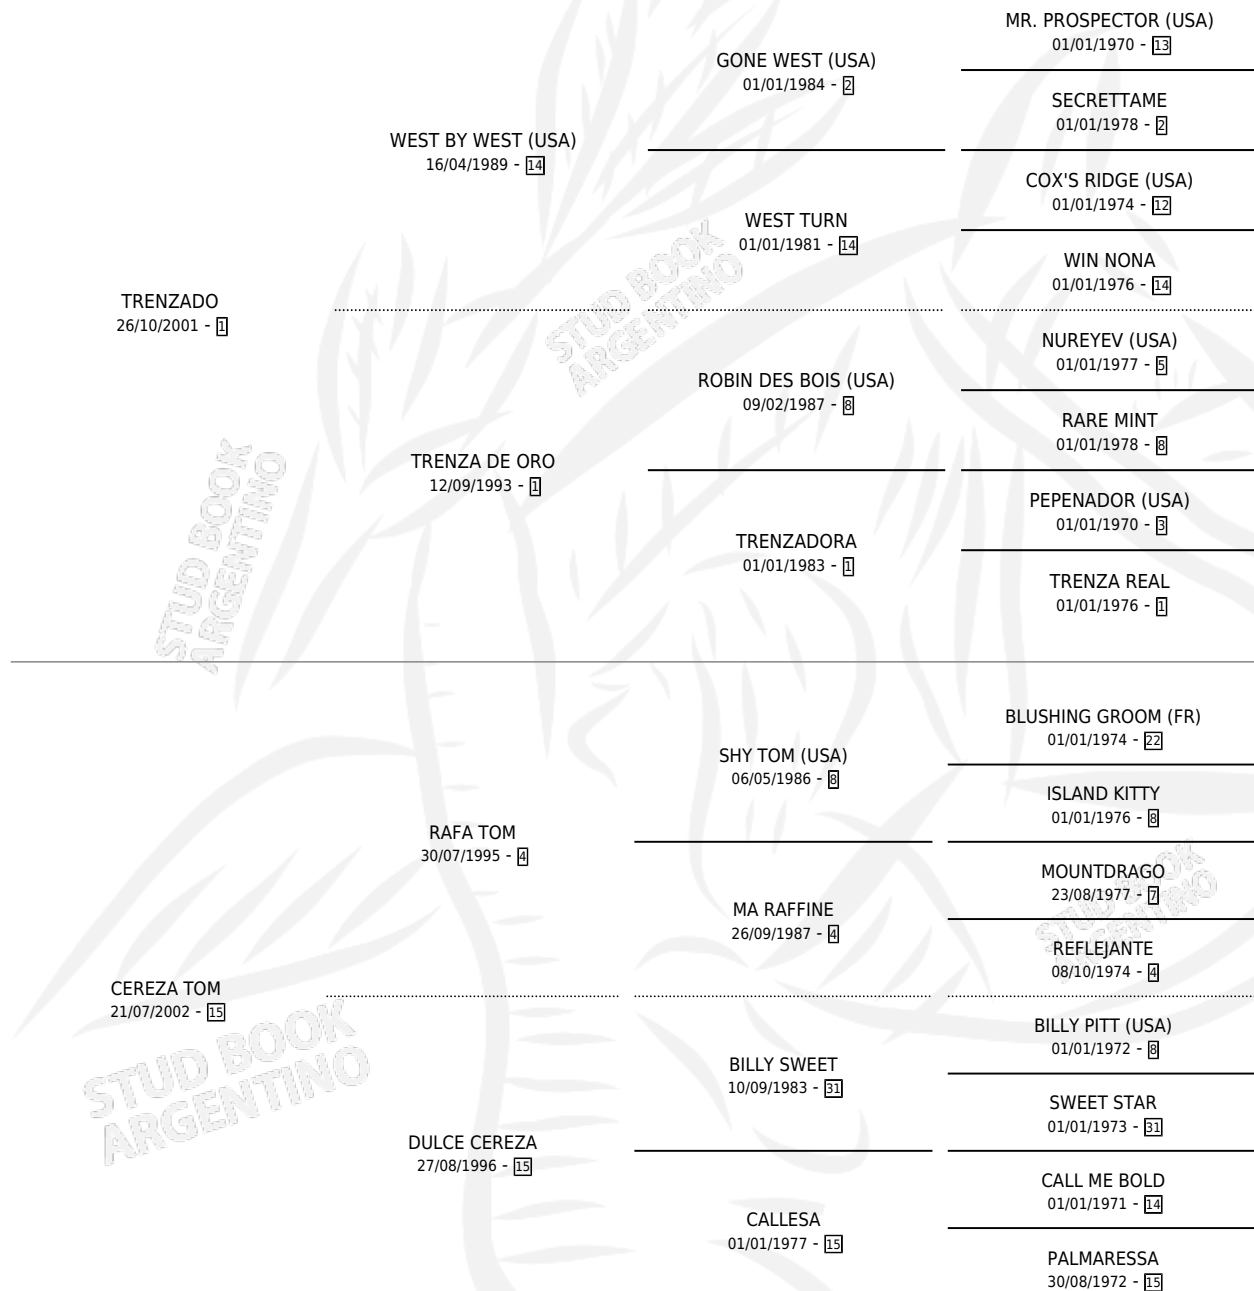 MR. PROSPECTOR (USA)
01/01/1970 - 13
GONE WEST (USA)
01/01/1984 - 2
SECRETTAME
01/01/1978 - 2
WEST BY WEST (USA)
16/04/1989 - 14
COX'S RIDGE (USA)
01/01/1974 - 12
WEST TURN
01/01/1981 - 14
WIN NONA
01/01/1976 - 14
TRENZADO
26/10/2001 - 1
NUREYEV (USA)
01/01/1977 - 5
ROBIN DES BOIS (USA)
09/02/1987 - 8
RARE MINT
01/01/1978 - 8
TRENZA DE ORO
12/09/1993 - 1
PEPENADOR (USA)
01/01/1970 - 3
TRENZADORA
01/01/1983 - 1
TRENZA REAL
01/01/1976 - 1
BLUSHING GROOM (FR)
01/01/1974 - 22
SHY TOM (USA)
06/05/1986 - 8
ISLAND KITTY
01/01/1976 - 8
RAFA TOM
30/07/1995 - 4
MOUNTDRAGO
23/08/1977 - 7
MA RAFFINE
26/09/1987 - 4
REFLEJANTE
08/10/1974 - 4
CEREZA TOM
21/07/2002 - 15
BILLY PITT (USA)
01/01/1972 - 8
BILLY SWEET
10/09/1983 - 31
SWEET STAR
01/01/1973 - 31
DULCE CEREZA
27/08/1996 - 15
CALL ME BOLD
01/01/1971 - 14
CALLESA
01/01/1977 - 15
PALMARESSA
30/08/1972 - 15
STUD BOOK
ARGENTINO
STUD BOOK
ARGENTINO
STUD BOOK
ARGENTINO
STUD BOOK
ARGENTINO